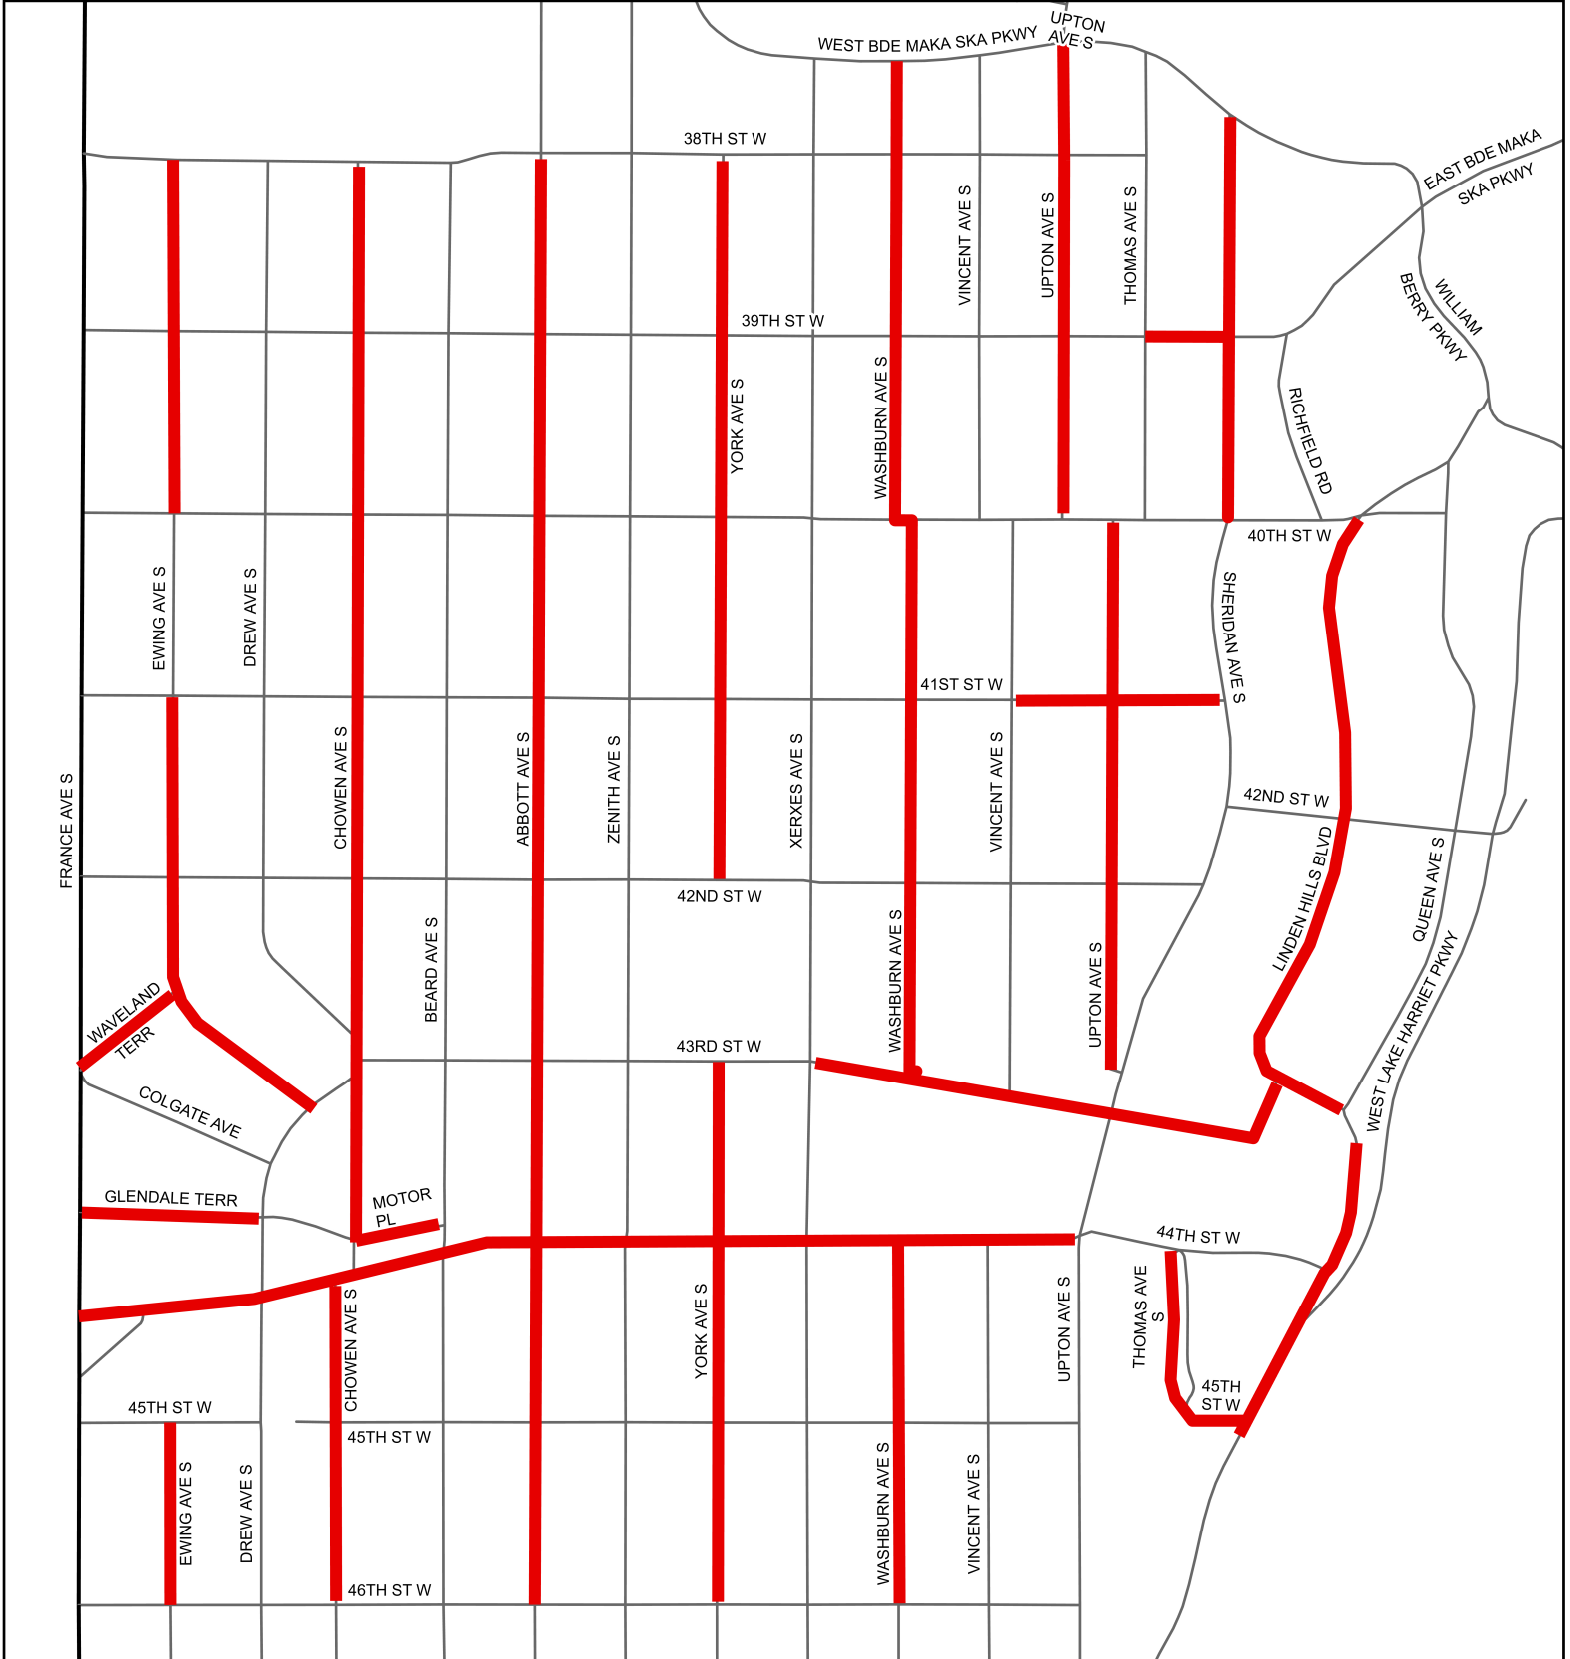 UPTON
AVE S
WEST BDE MAKA SKA PKWY
38TH ST W
EAST BDE MAKA
SKA PKWY
VINCENT AVE S
UPTON AVE S
THOMAS AVE S
WILLIAM
BERRY PKWY
39TH ST W
YORK AVE S
WASHBURN AVE S
RICHFIELD RD
40TH ST W
EWING AVE S
DREW AVE S
SHERIDAN AVE S
41ST ST W
FRANCE AVE S
CHOWEN AVE S
ABBOTT AVE S
ZENITH AVE S
XERXES AVE S
VINCENT AVE S
42ND ST W
LINDEN HILLS BLVD
QUEEN AVE S
42ND ST W
BEARD AVE S
WASHBURN AVE S
UPTON AVE S
WEST LAKE HARRIET PKWY
WAVELAND
TERR
43RD ST W
COLGATE AVE
GLENDALE TERR
MOTOR
PL
44TH ST W
CHOWEN AVE S
YORK AVE S
UPTON AVE S
THOMAS AVE
S
45TH
ST W
45TH ST W
45TH ST W
EWING AVE S
DREW AVE S
WASHBURN AVE S
VINCENT AVE S
46TH ST W